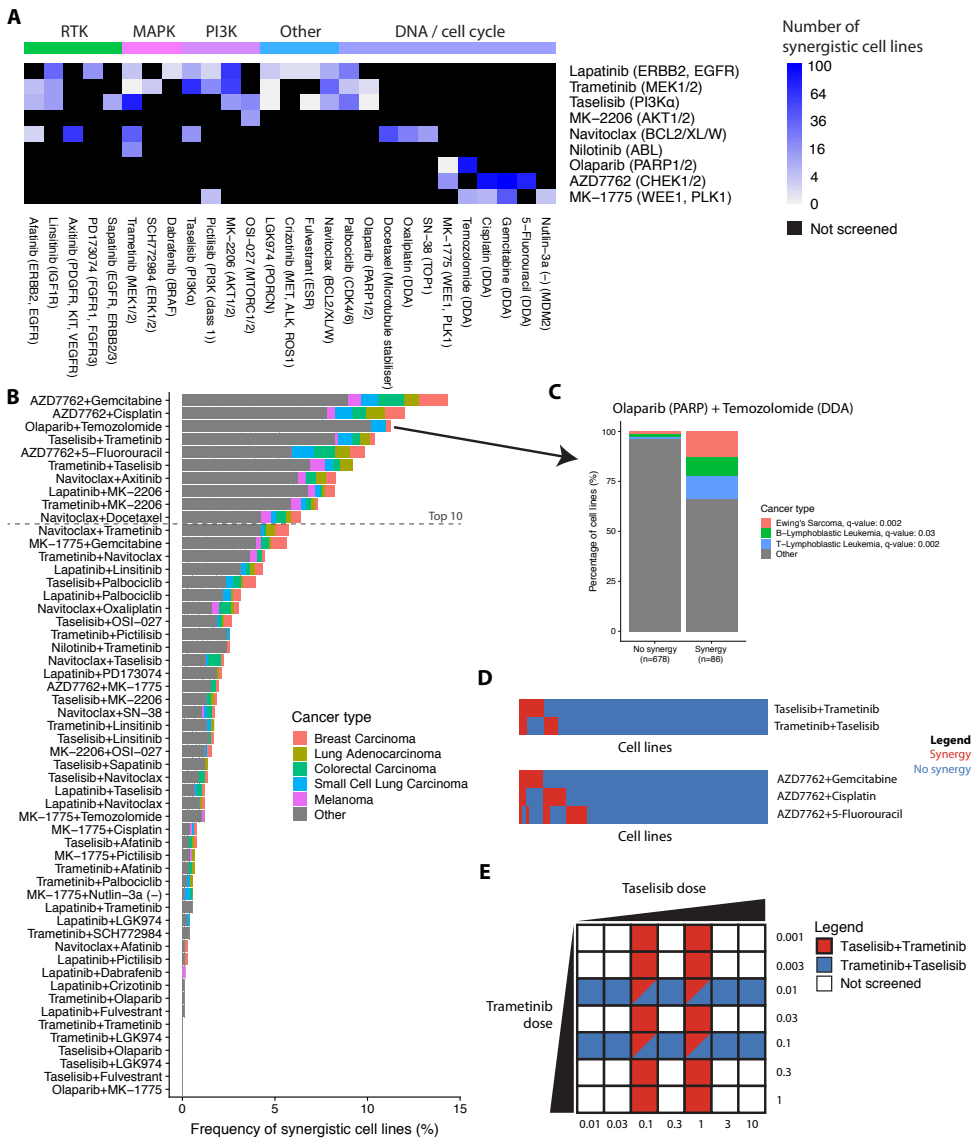 A
RTK
MAPK
PI3K
Other
DNA / cell cycle
Number of
synergistic cell lines
100
64
36
16
4
0
Not screened
Lapatinib (ERBB2, EGFR)
Trametinib (MEK1/2)
Taselisib (PI3Kα)
MK-2206 (AKT1/2)
Navitoclax (BCL2/XL/W)
Nilotinib (ABL)
Olaparib (PARP1/2)
AZD7762 (CHEK1/2)
MK-1775 (WEE1, PLK1)
Afatinib (ERBB2, EGFR)
Linsitinib (IGF1R)
Axitinib (PDGFR, KIT, VEGFR)
PD173074 (FGFR1, FGFR3)
Sapatinib (EGFR, ERBB2/3)
Trametinib (MEK1/2)
SCH772984 (ERK1/2)
Dabrafenib (BRAF)
Taselisib (PI3Kα)
Pictilisib (PI3K (class 1))
MK-2206 (AKT1/2)
OSI-027 (MTORC1/2)
LGK974 (PORCN)
Crizotinib (MET, ALK, ROS1)
Fulvestrant (ESR)
Navitoclax (BCL2/XL/W)
Palbociclib (CDK4/6)
Olaparib (PARP1/2)
Docetaxel (Microtubule stabiliser)
Oxaliplatin (DDA)
SN-38 (TOP1)
MK-1775 (WEE1, PLK1)
Temozolomide (DDA)
Cisplatin (DDA)
Gemcitabine (DDA)
5-Fluorouracil (DDA)
Nutlin-3a (-) (MDM2)
B
AZD7762+Gemcitabine
AZD7762+Cisplatin
Olaparib+Temozolomide
Taselisib+Trametinib
AZD7762+5-Fluorouracil
Trametinib+Taselisib
Navitoclax+Axitinib
Lapatinib+MK-2206
Trametinib+MK-2206
Navitoclax+Docetaxel
Top 10
Navitoclax+Trametinib
MK-1775+Gemcitabine
Trametinib+Navitoclax
Lapatinib+Linsitinib
Taselisib+Palbociclib
Lapatinib+Palbociclib
Navitoclax+Oxaliplatin
Taselisib+OSI-027
Trametinib+Pictilisib
Nilotinib+Trametinib
Navitoclax+Taselisib
Lapatinib+PD173074
AZD7762+MK-1775
Taselisib+MK-2206
Navitoclax+SN-38
Trametinib+Linsitinib
Taselisib+Linsitinib
MK-2206+OSI-027
Taselisib+Sapatinib
Taselisib+Navitoclax
Lapatinib+Taselisib
Lapatinib+Navitoclax
MK-1775+Temozolomide
MK-1775+Cisplatin
Taselisib+Afatinib
MK-1775+Pictilisib
Trametinib+Afatinib
Trametinib+Palbociclib
MK-1775+Nutlin-3a (-)
Lapatinib+Trametinib
Lapatinib+LGK974
Trametinib+SCH772984
Navitoclax+Afatinib
Lapatinib+Pictilisib
Lapatinib+Dabrafenib
Lapatinib+Crizotinib
Trametinib+Olaparib
Lapatinib+Fulvestrant
Trametinib+Trametinib
Trametinib+LGK974
Taselisib+Olaparib
Taselisib+LGK974
Taselisib+Fulvestrant
Olaparib+MK-1775
0 5 10 15
Frequency of synergistic cell lines (%)
Cancer type
Breast Carcinoma
Lung Adenocarcinoma
Colorectal Carcinoma
Small Cell Lung Carcinoma
Melanoma
Other
C
Olaparib (PARP) + Temozolomide (DDA)
Percentage of cell lines (%)
100
75
50
25
0
No synergy
(n=678)
Synergy
(n=86)
Cancer type
Ewing's Sarcoma, q-value: 0.002
B-Lymphoblastic Leukemia, q-value: 0.03
T-Lymphoblastic Leukemia, q-value: 0.002
Other
D
Taselisib+Trametinib
Trametinib+Taselisib
Cell lines
Legend
Synergy
No synergy
AZD7762+Gemcitabine
AZD7762+Cisplatin
AZD7762+5-Fluorouracil
Cell lines
E
Taselisib dose
Trametinib
dose
0.001
0.003
0.01
0.03
0.1
0.3
1
0.01 0.03 0.1 0.3 1 3 10
Legend
Taselisib+Trametinib
Trametinib+Taselisib
Not screened